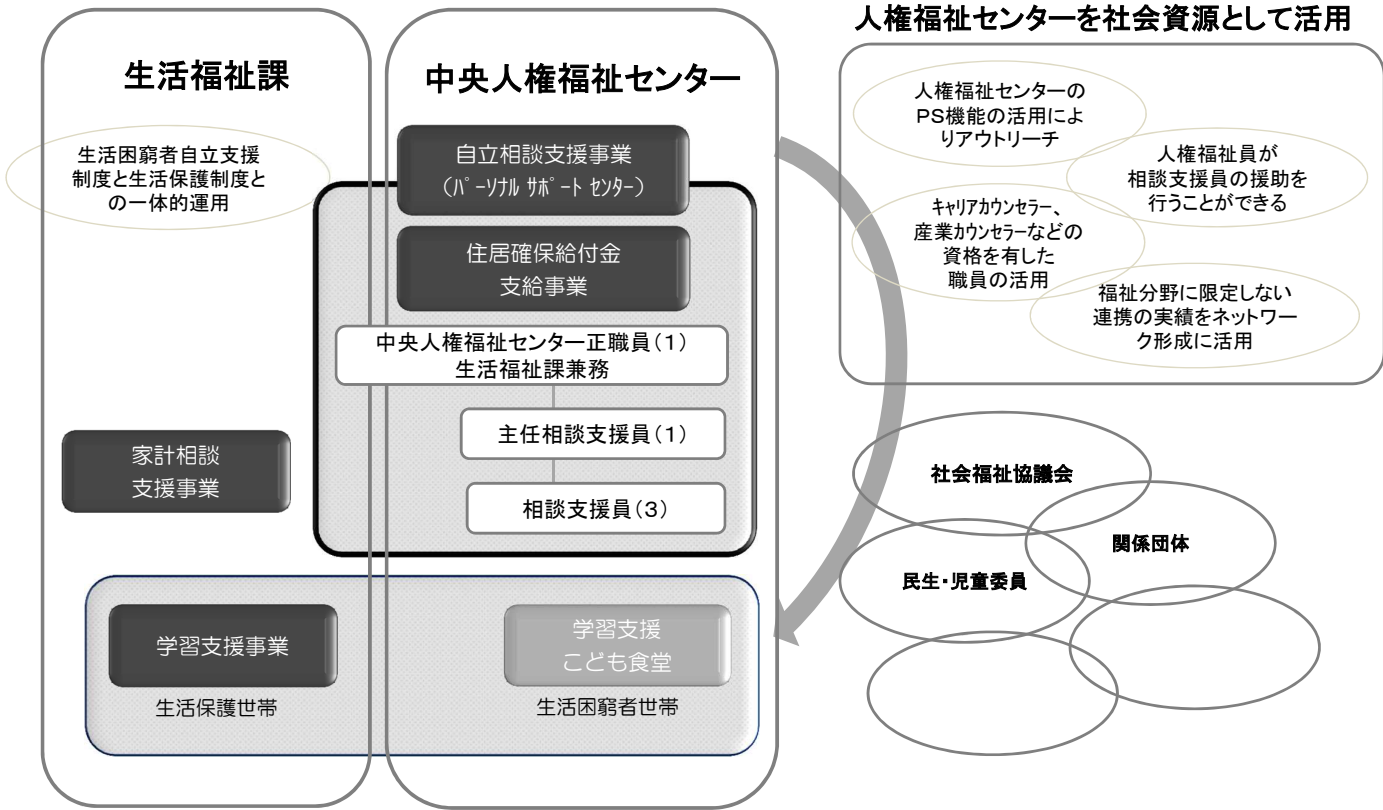 人権福祉センターを社会資源として活用
生活福祉課
中央人権福祉センター
生活困窮者自立支援
制度と生活保護制度と
の一体的運用
自立相談支援事業
（ﾊﾟｰｿﾅﾙ ｻﾎﾟｰﾄ ｾﾝﾀｰ）
住居確保給付金
支給事業
中央人権福祉センター正職員（１）
生活福祉課兼務
主任相談支援員（１）
相談支援員（３）
家計相談
支援事業
学習支援事業
生活保護世帯
学習支援
こども食堂
生活困窮者世帯
人権福祉センターの
ＰＳ機能の活用によ
りアウトリーチ
人権福祉員が
相談支援員の援助を
行うことができる
ｷｬﾘｱｶｳﾝｾﾗｰ、
産業ｶｳﾝｾﾗｰなどの
資格を有した
職員の活用
福祉分野に限定しない
連携の実績をネットワー
ク形成に活用
社会福祉協議会
関係団体
民生・児童委員